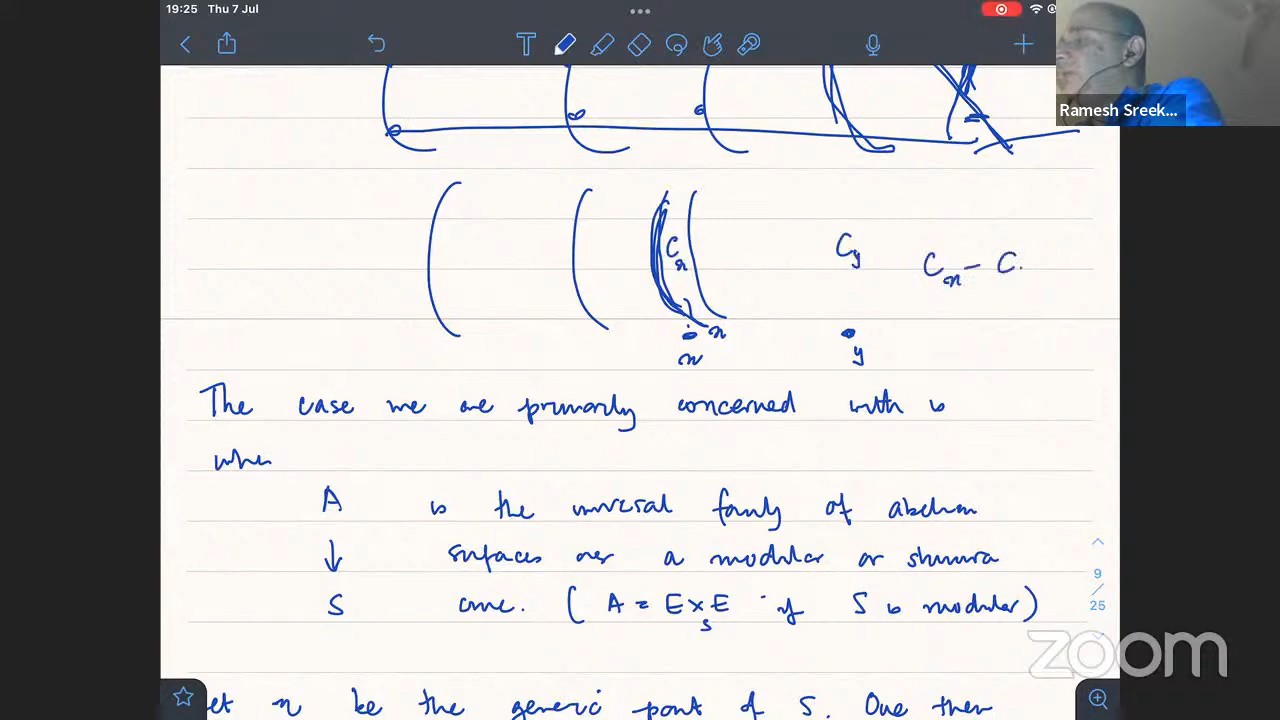 19:25 Thu 7 Jul
Ramesh Sreek...
C_x
C_y
C_x - C.
x
x
y
The case we are primarily concerned with is
when
A is the universal family of abelian
↓ surfaces over a modular or shimura
S curve. ( A = E ×_S E if S is modular)
9
/
25
zoom
et η be the generic point of S. One then